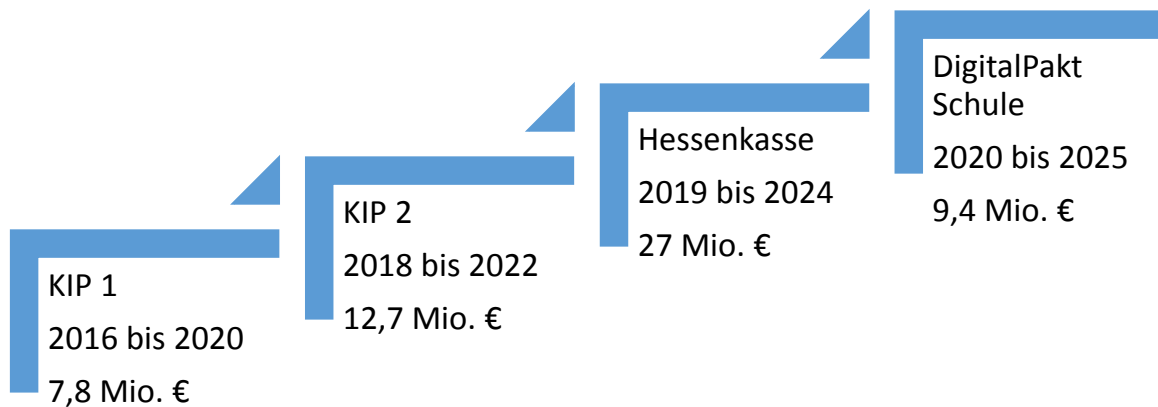 KIP 1
2016 bis 2020
7,8 Mio. €
KIP 2
2018 bis 2022
12,7 Mio. €
Hessenkasse
2019 bis 2024
27 Mio. €
DigitalPakt
Schule
2020 bis 2025
9,4 Mio. €